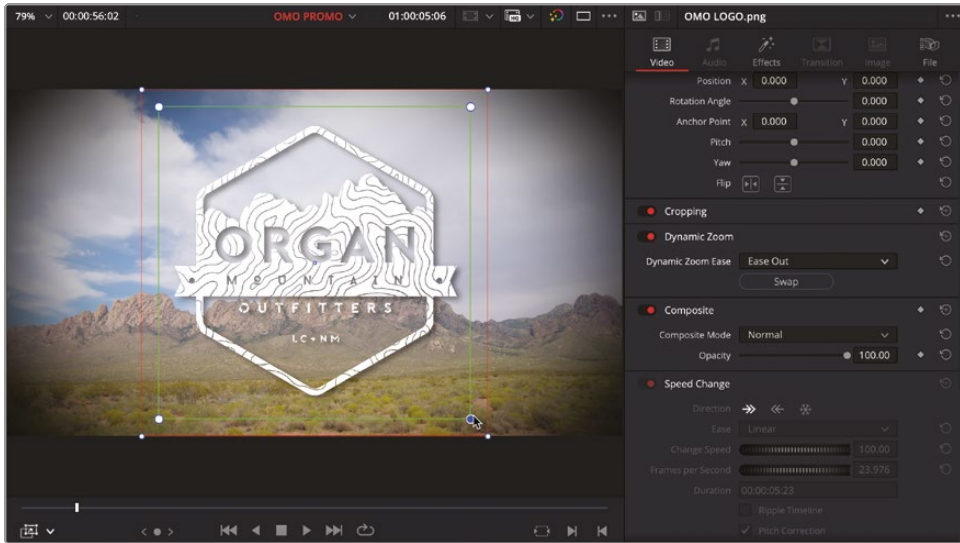 79% 00:00:56:02 OMO PROMO 01:00:05:06 HQ OMO LOGO.png
Video Audio Effects Transition Image File
Position X 0.000 Y 0.000
Rotation Angle 0.000
Anchor Point X 0.000 Y 0.000
Pitch 0.000
Yaw 0.000
Flip
Cropping
Dynamic Zoom
Dynamic Zoom Ease Ease Out
Swap
Composite
Composite Mode Normal
Opacity 100.00
Speed Change
Direction
Ease Linear
Change Speed 100.00
Frames per Second 23.976
Duration 00:00:05:23
Ripple Timeline
Pitch Correction
ORGAN
MOUNTAIN
OUTFITTERS
LC+NM